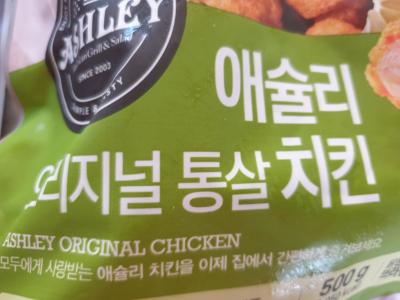 ASHLEY
Grill & Salad
SINCE 2003
애슐리
오리지널 통살 치킨
ASHLEY ORIGINAL CHICKEN
모두에게 사랑받는 애슐리 치킨을 이제 집에서
500g